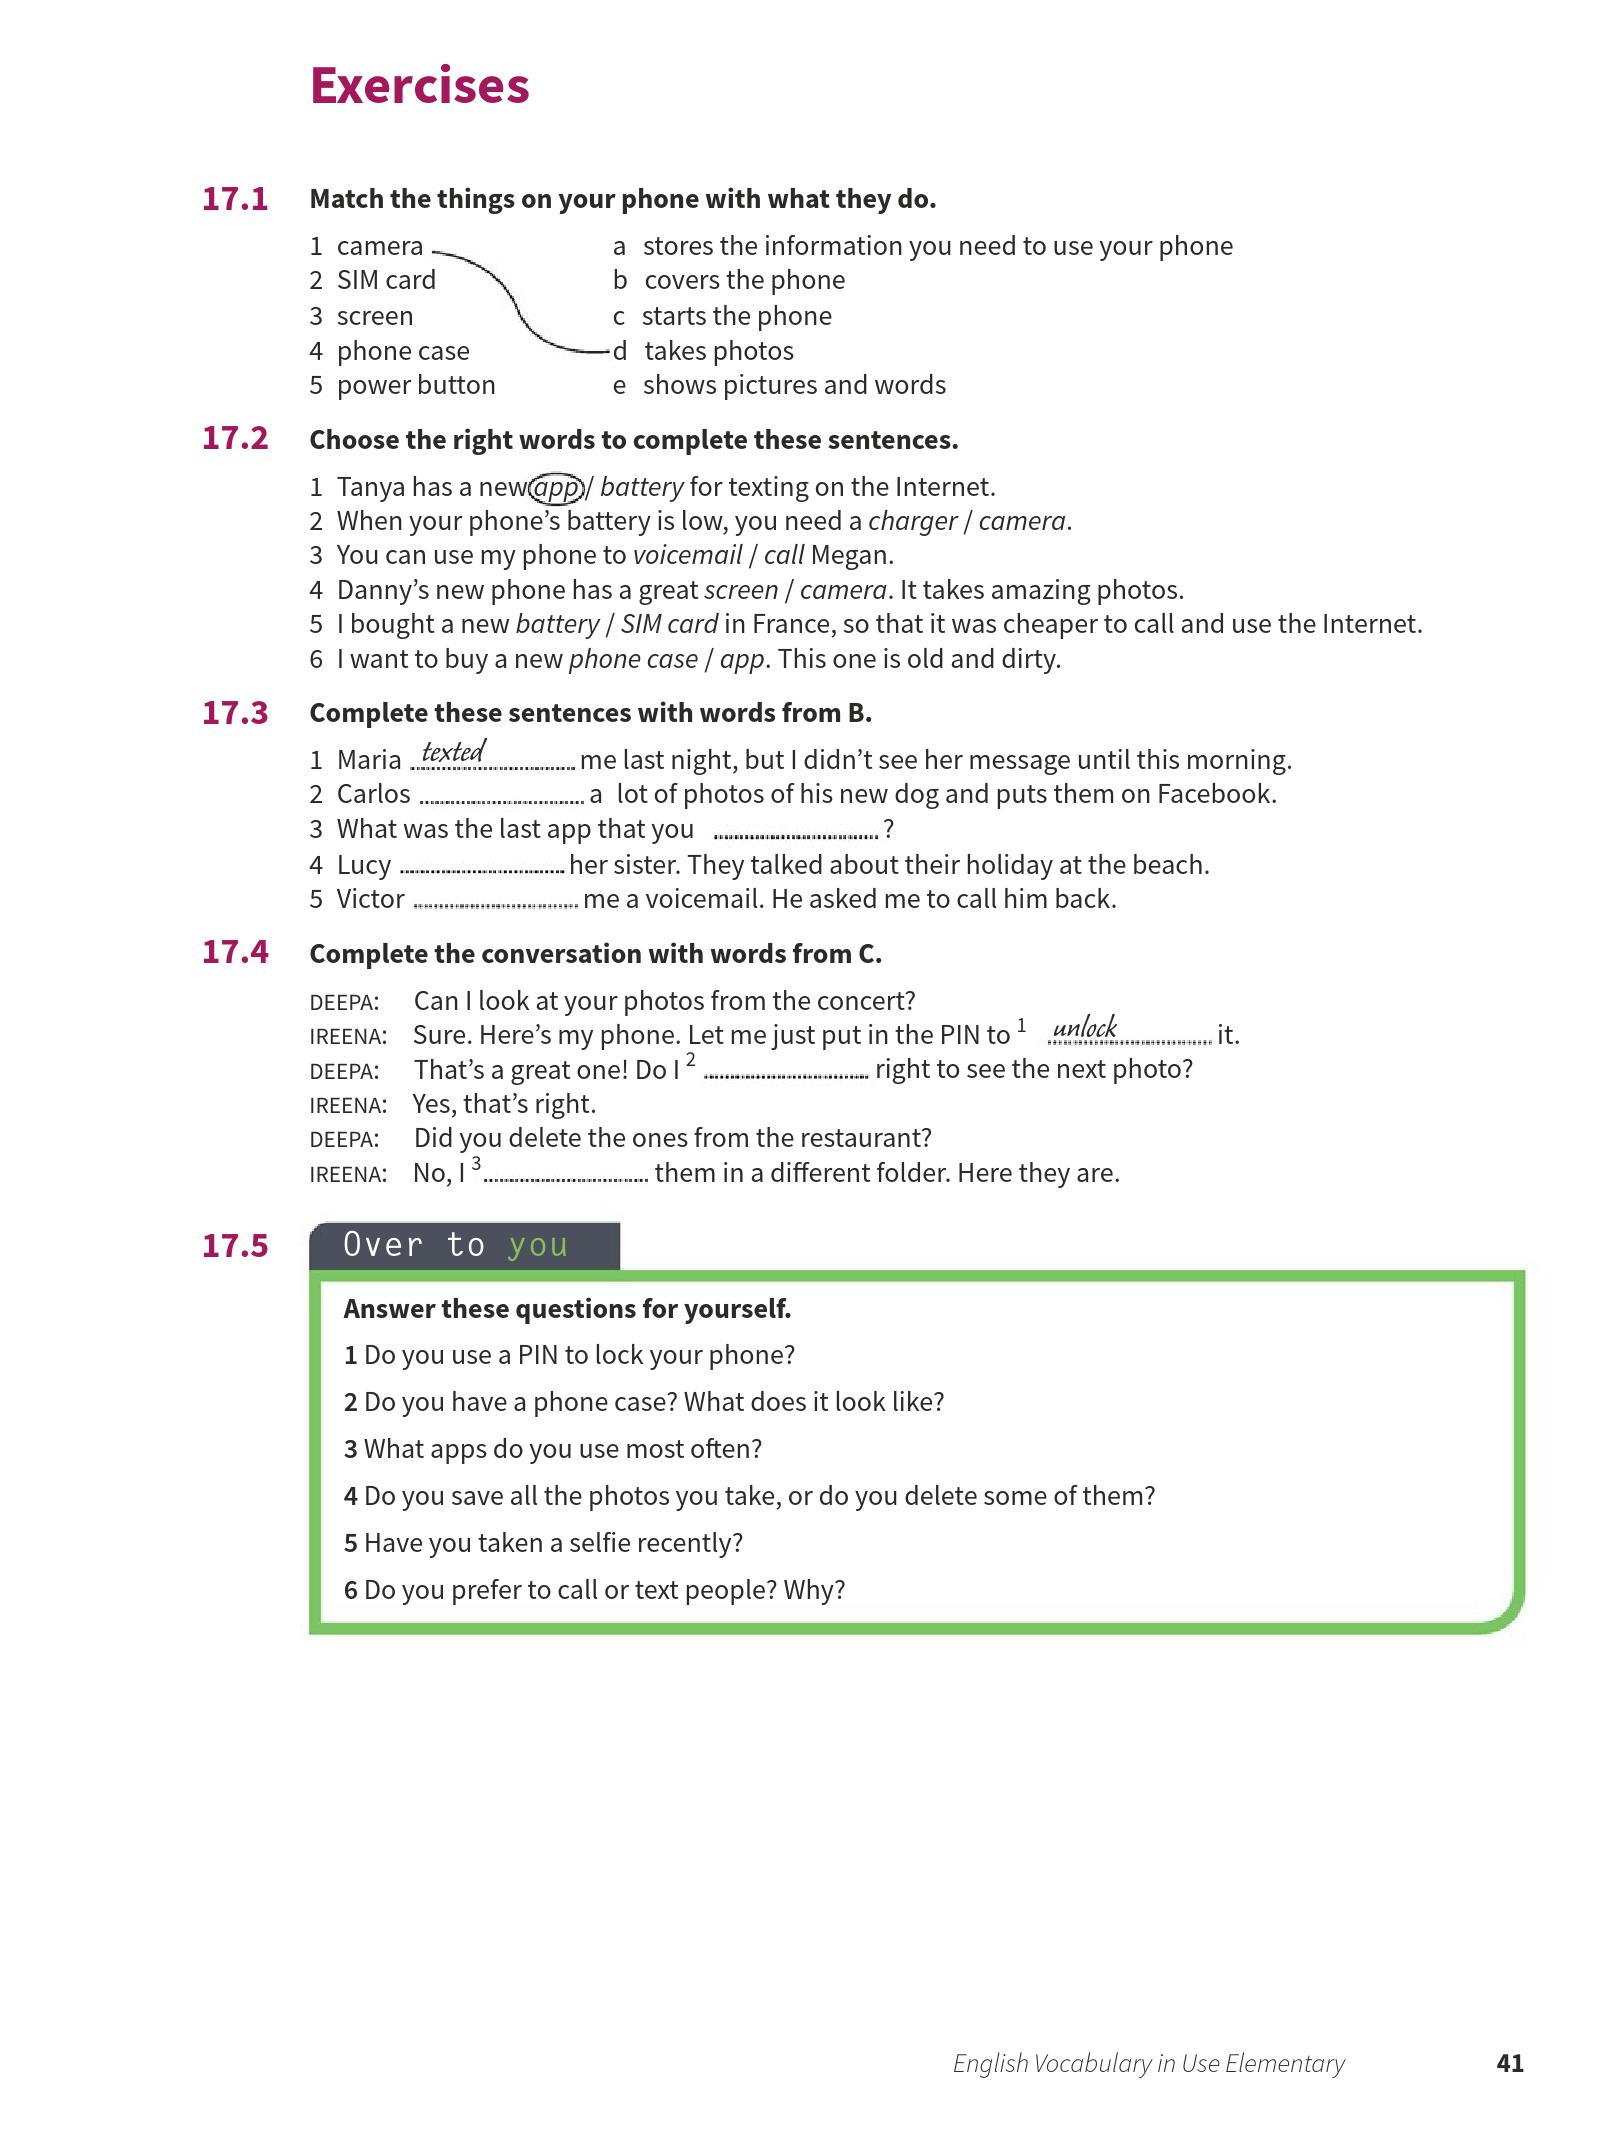 Exercises
17.1 Match the things on your phone with what they do.
1 camera a stores the information you need to use your phone
2 SIM card b covers the phone
3 screen c starts the phone
4 phone case d takes photos
5 power button e shows pictures and words
17.2 Choose the right words to complete these sentences.
1 Tanya has a new app / battery for texting on the Internet.
2 When your phone’s battery is low, you need a charger / camera.
3 You can use my phone to voicemail / call Megan.
4 Danny’s new phone has a great screen / camera. It takes amazing photos.
5 I bought a new battery / SIM card in France, so that it was cheaper to call and use the Internet.
6 I want to buy a new phone case / app. This one is old and dirty.
17.3 Complete these sentences with words from B.
1 Maria texted me last night, but I didn’t see her message until this morning.
2 Carlos .............................. a lot of photos of his new dog and puts them on Facebook.
3 What was the last app that you .............................. ?
4 Lucy .............................. her sister. They talked about their holiday at the beach.
5 Victor .............................. me a voicemail. He asked me to call him back.
17.4 Complete the conversation with words from C.
DEEPA: Can I look at your photos from the concert?
IREENA: Sure. Here’s my phone. Let me just put in the PIN to 1 unlock it.
DEEPA: That’s a great one! Do I 2 .............................. right to see the next photo?
IREENA: Yes, that’s right.
DEEPA: Did you delete the ones from the restaurant?
IREENA: No, I 3 .............................. them in a different folder. Here they are.
17.5 Over to you
Answer these questions for yourself.
1 Do you use a PIN to lock your phone?
2 Do you have a phone case? What does it look like?
3 What apps do you use most often?
4 Do you save all the photos you take, or do you delete some of them?
5 Have you taken a selfie recently?
6 Do you prefer to call or text people? Why?
English Vocabulary in Use Elementary 41